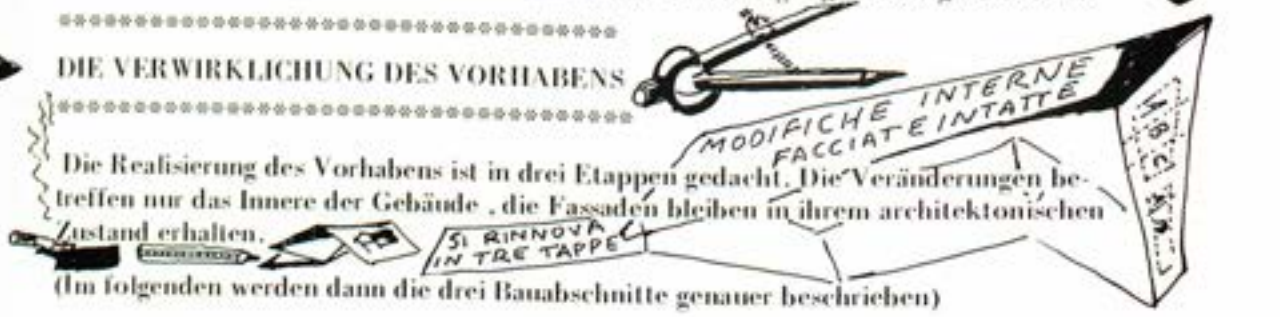 DIE VERWIRKLICHUNG DES VORHABENS
MODIFICHE INTERNE
FACCIATE INTATTE
Die Realisierung des Vorhabens ist in drei Etappen gedacht. Die Veränderungen be-
treffen nur das Innere der Gebäude , die Fassaden bleiben in ihrem architektonischen
Zustand erhalten.
SI RINNOVA
IN TRE TAPPE
(Im folgenden werden dann die drei Bauabschnitte genauer beschrieben)